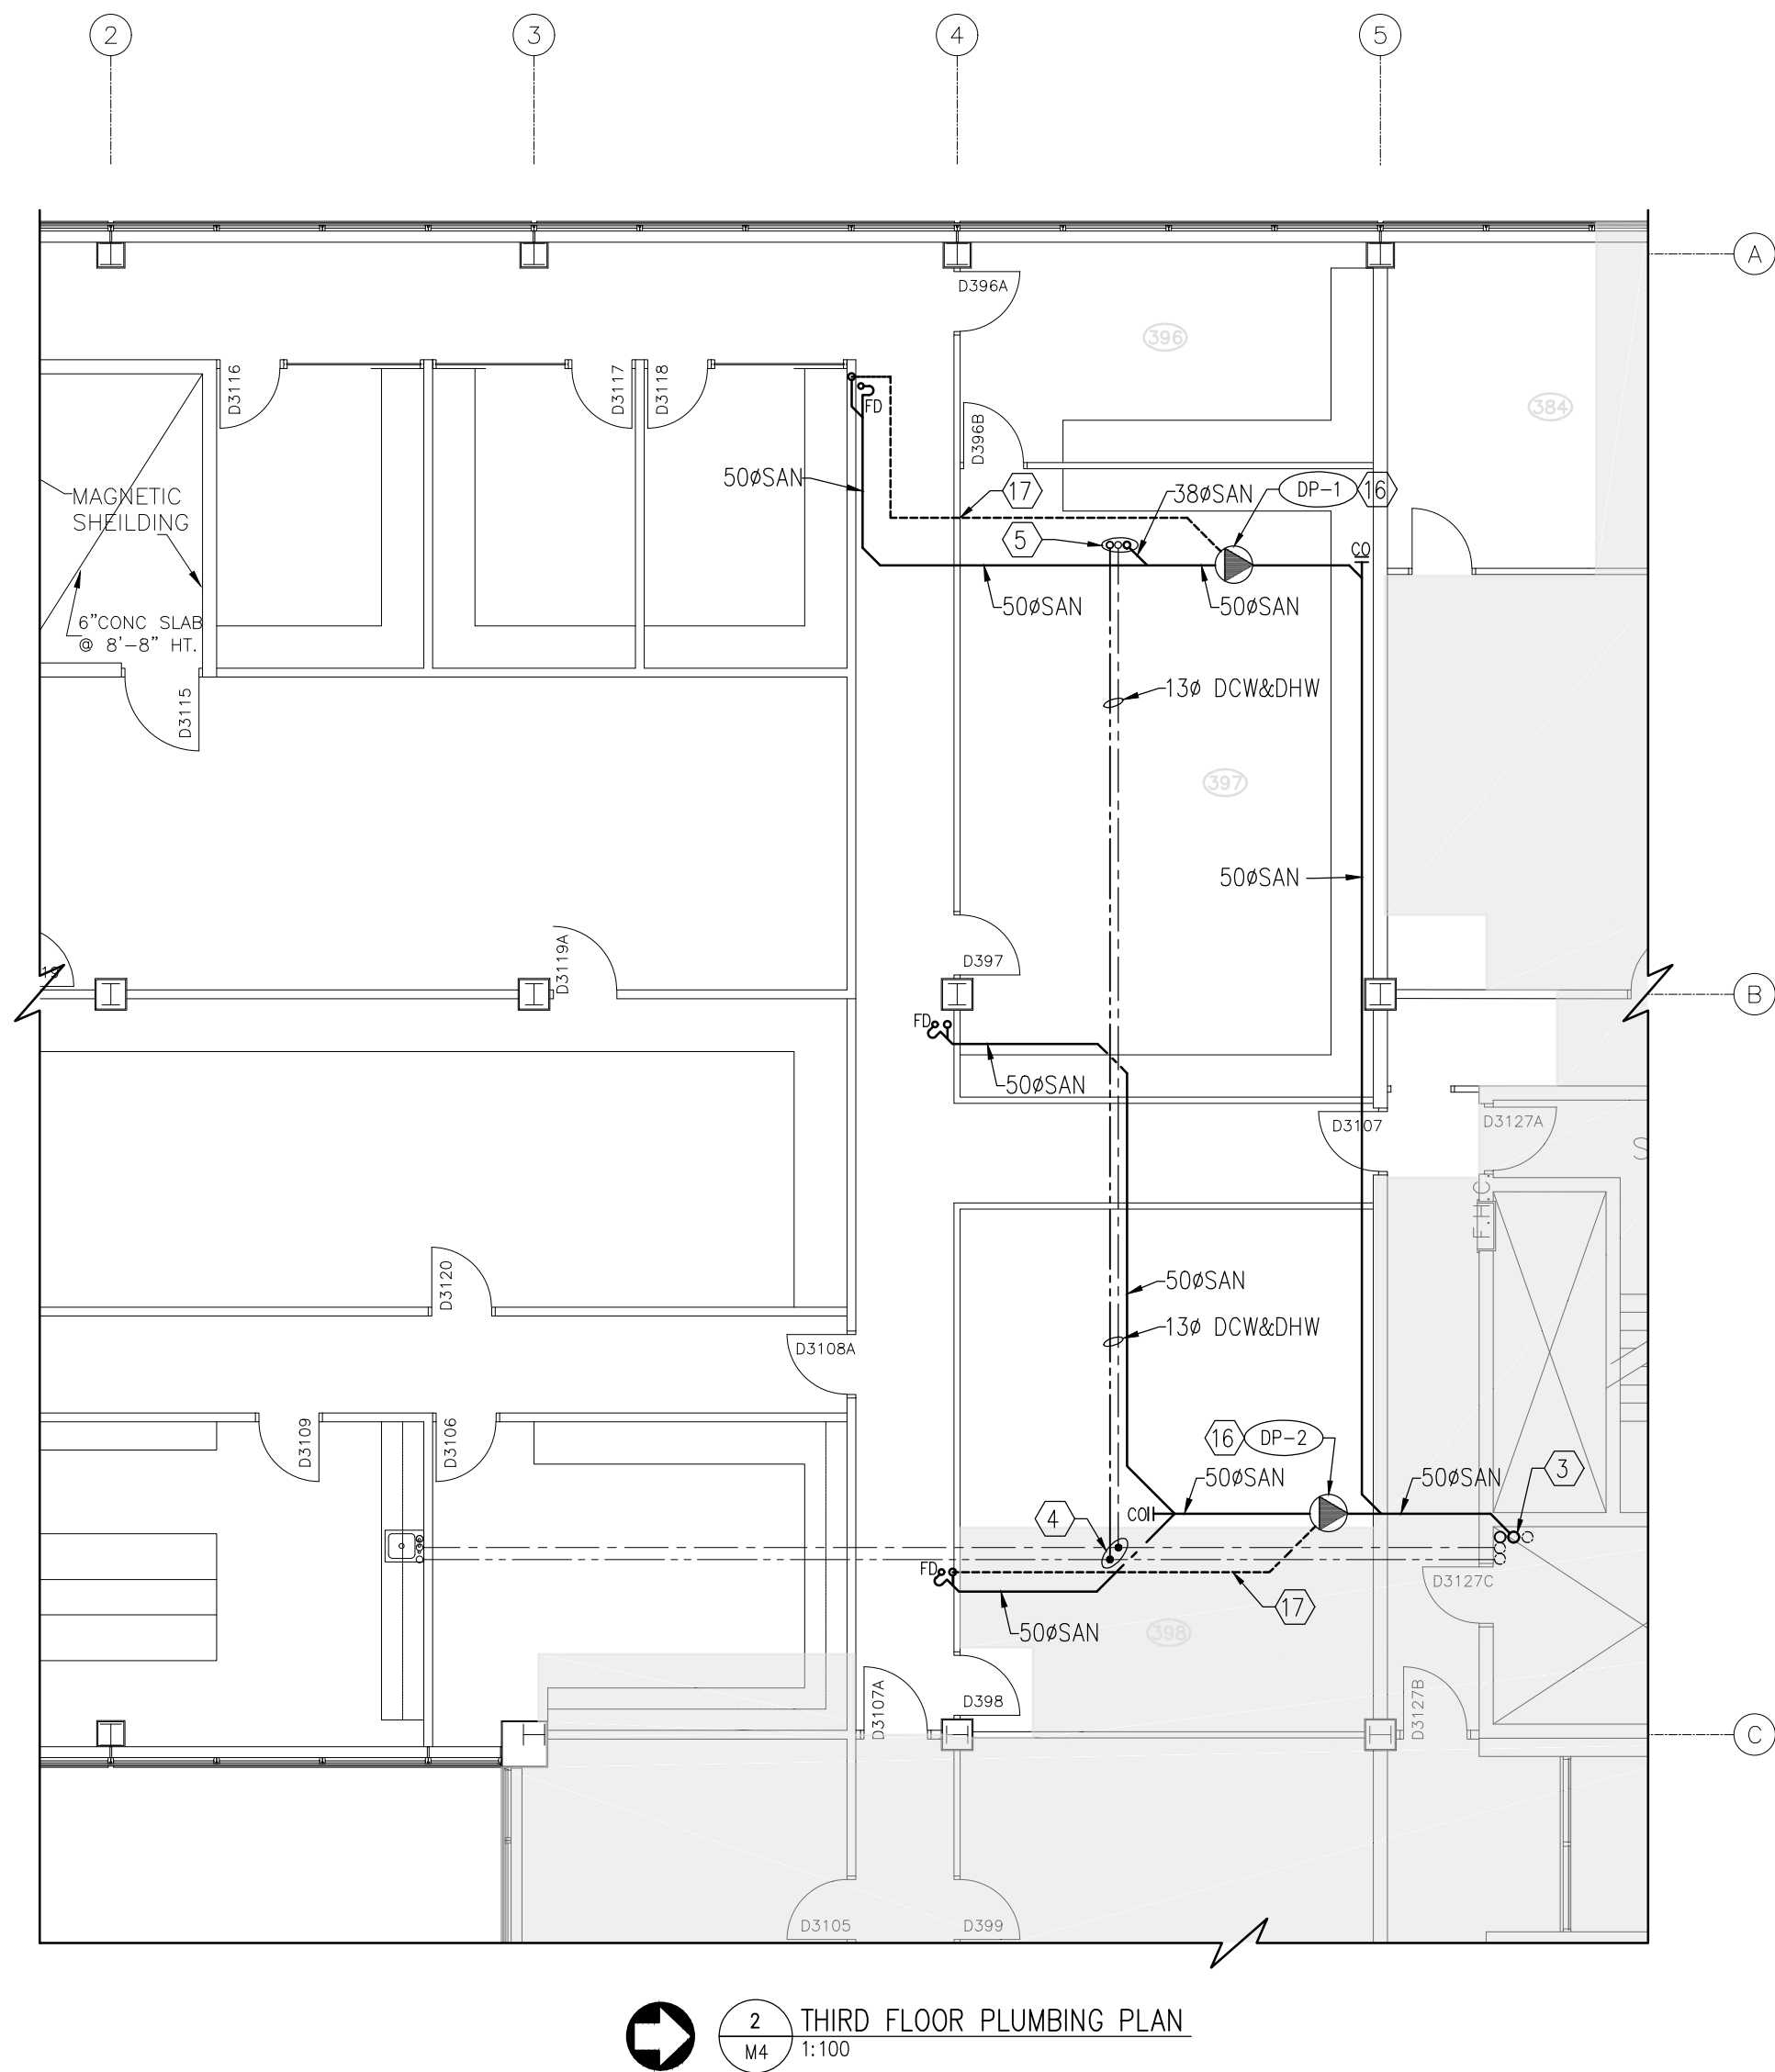 2
3
4
5
A
D396A
396
D3116
D3117
D3118
FD
384
D396B
50øSAN
17
38øSAN
DP-1
16
MAGNETIC
SHEILDING
5
CO
50øSAN
50øSAN
6"CONC SLAB
@ 8'-8" HT.
13ø DCW&DHW
D3115
397
50øSAN
D3119A
D397
19
B
FD
50øSAN
D3107
D3127A
S
FHC
50øSAN
D3120
13ø DCW&DHW
D3108A
D3109
D3106
16
DP-2
50øSAN
50øSAN
3
4
CO
FD
D3127C
17
50øSAN
398
D3107A
D398
D3127B
C
D3105
D399
2
M4
THIRD FLOOR PLUMBING PLAN
1:100